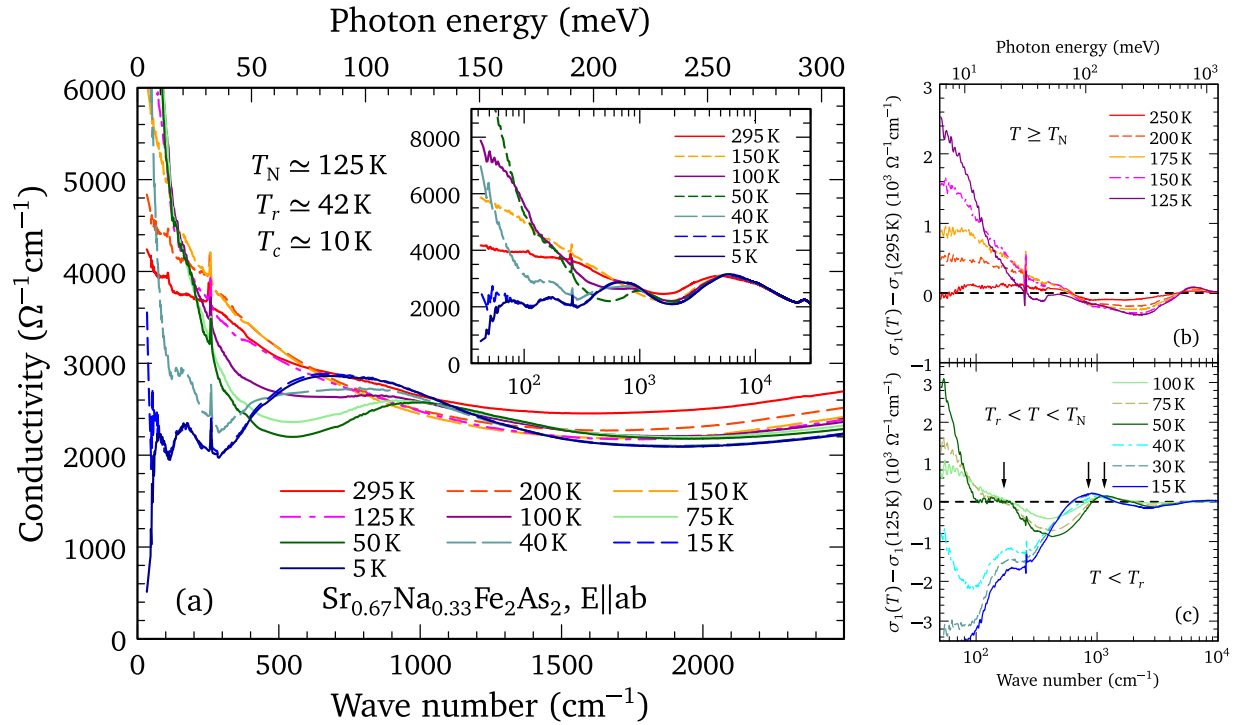 Photon energy (meV)
0 50 100 150 200 250 300
6000
5000
4000
3000
2000
1000
0
Conductivity (Ω⁻¹cm⁻¹)
T_N ≃ 125 K
T_r ≃ 42 K
T_c ≃ 10 K
8000
6000
4000
2000
0
10² 10³ 10⁴
295 K
150 K
100 K
50 K
40 K
15 K
5 K
295 K 200 K 150 K
125 K 100 K 75 K
50 K 40 K 15 K
5 K
(a) Sr₀.₆₇Na₀.₃₃Fe₂As₂, E||ab
0 500 1000 1500 2000
Wave number (cm⁻¹)
Photon energy (meV)
10¹ 10² 10³
3
2
1
0
−1
σ₁(T) − σ₁(295K) (10³ Ω⁻¹cm⁻¹)
T ≥ T_N
250 K
200 K
175 K
150 K
125 K
(b)
3
2
1
0
−1
−2
−3
σ₁(T) − σ₁(125K) (10³ Ω⁻¹cm⁻¹)
T_r < T < T_N
100 K
75 K
50 K
40 K
30 K
15 K
T < T_r
(c)
10² 10³ 10⁴
Wave number (cm⁻¹)